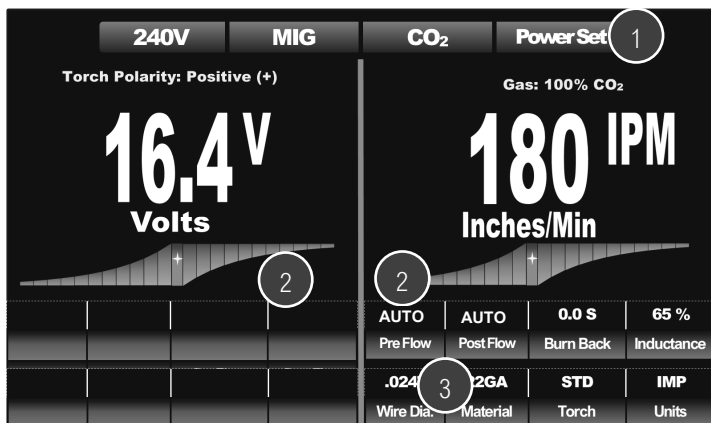 240V MIG CO₂ Power Set 1
Torch Polarity: Positive (+)
Gas: 100% CO₂
16.4 V
Volts
180 IPM
Inches/Min
2
2
AUTO AUTO 0.0 S 65 %
Pre Flow Post Flow Burn Back Inductance
.024 3 2GA STD IMP
Wire Dia. Material Torch Units